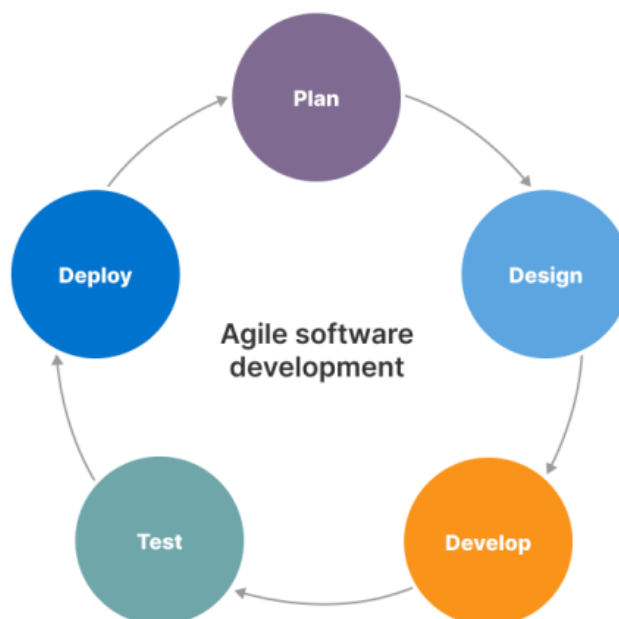 Plan
Design
Develop
Test
Deploy
Agile software
development